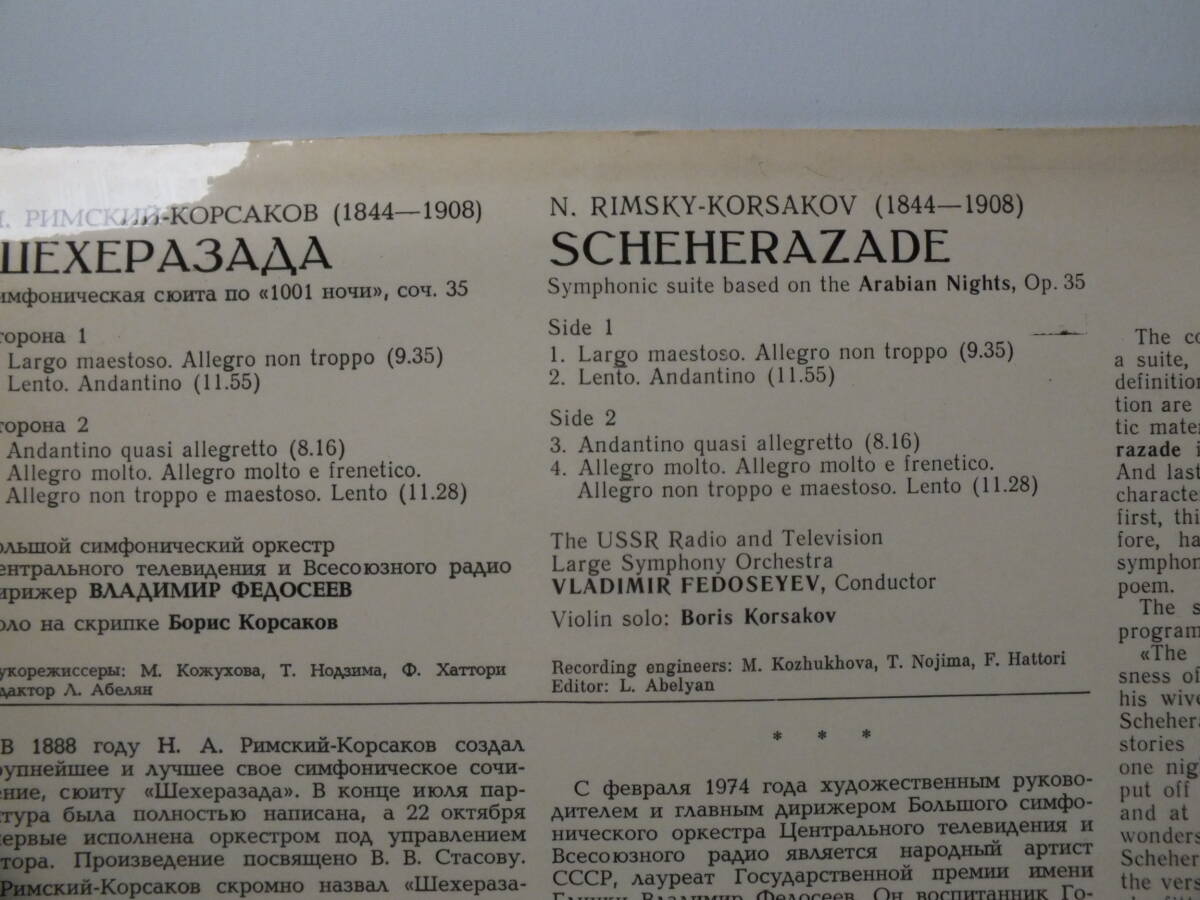 РИМСКИЙ-КОРСАКОВ (1844—1908)
ШЕХЕРАЗАДА
имфоническая сюита по «1001 ночи», соч. 35
торона 1
Largo maestoso. Allegro non troppo (9.35)
Lento. Andantino (11.55)
торона 2
Andantino quasi allegretto (8.16)
Allegro molto. Allegro molto e frenetico.
Allegro non troppo e maestoso. Lento (11.28)
ольшой симфонический оркестр
ентрального телевидения и Всесоюзного радио
ирижер ВЛАДИМИР ФЕДОСЕЕВ
оло на скрипке Борис Корсаков
укорежиссеры: М. Кожухова, Т. Нодзима, Ф. Хаттори
дактор Л. Абелян
В 1888 году Н. А. Римский-Корсаков создал
рупнейшее и лучшее свое симфоническое сочи-
ение, сюиту «Шехеразада». В конце июля пар-
тура была полностью написана, а 22 октября
первые исполнена оркестром под управлением
тора. Произведение посвящено В. В. Стасову.
Римский-Корсаков скромно назвал «Шехераза-
N. RIMSKY-KORSAKOV (1844—1908)
SCHEHERAZADE
Symphonic suite based on the Arabian Nights, Op. 35
Side 1
1. Largo maestoso. Allegro non troppo (9.35)
2. Lento. Andantino (11.55)
Side 2
3. Andantino quasi allegretto (8.16)
4. Allegro molto. Allegro molto e frenetico.
Allegro non troppo e maestoso. Lento (11.28)
The USSR Radio and Television
Large Symphony Orchestra
VLADIMIR FEDOSEYEV, Conductor
Violin solo: Boris Korsakov
Recording engineers: M. Kozhukhova, T. Nojima, F. Hattori
Editor: L. Abelyan
* * *
С февраля 1974 года художественным руково-
дителем и главным дирижером Большого симфо-
нического оркестра Центрального телевидения и
Всесоюзного радио является народный артист
СССР, лауреат Государственной премии имени
Глинки Владимир Федосеев. Он воспитанник Го-
The co
a suite,
definition
tion are
tic mater
razade i
And last
characte
first, thi
fore, ha
symphon
poem.
The s
program
«The
sness of
his wive
Schehera
stories
one nig
put off
and at
wonders
Scheher
the vers